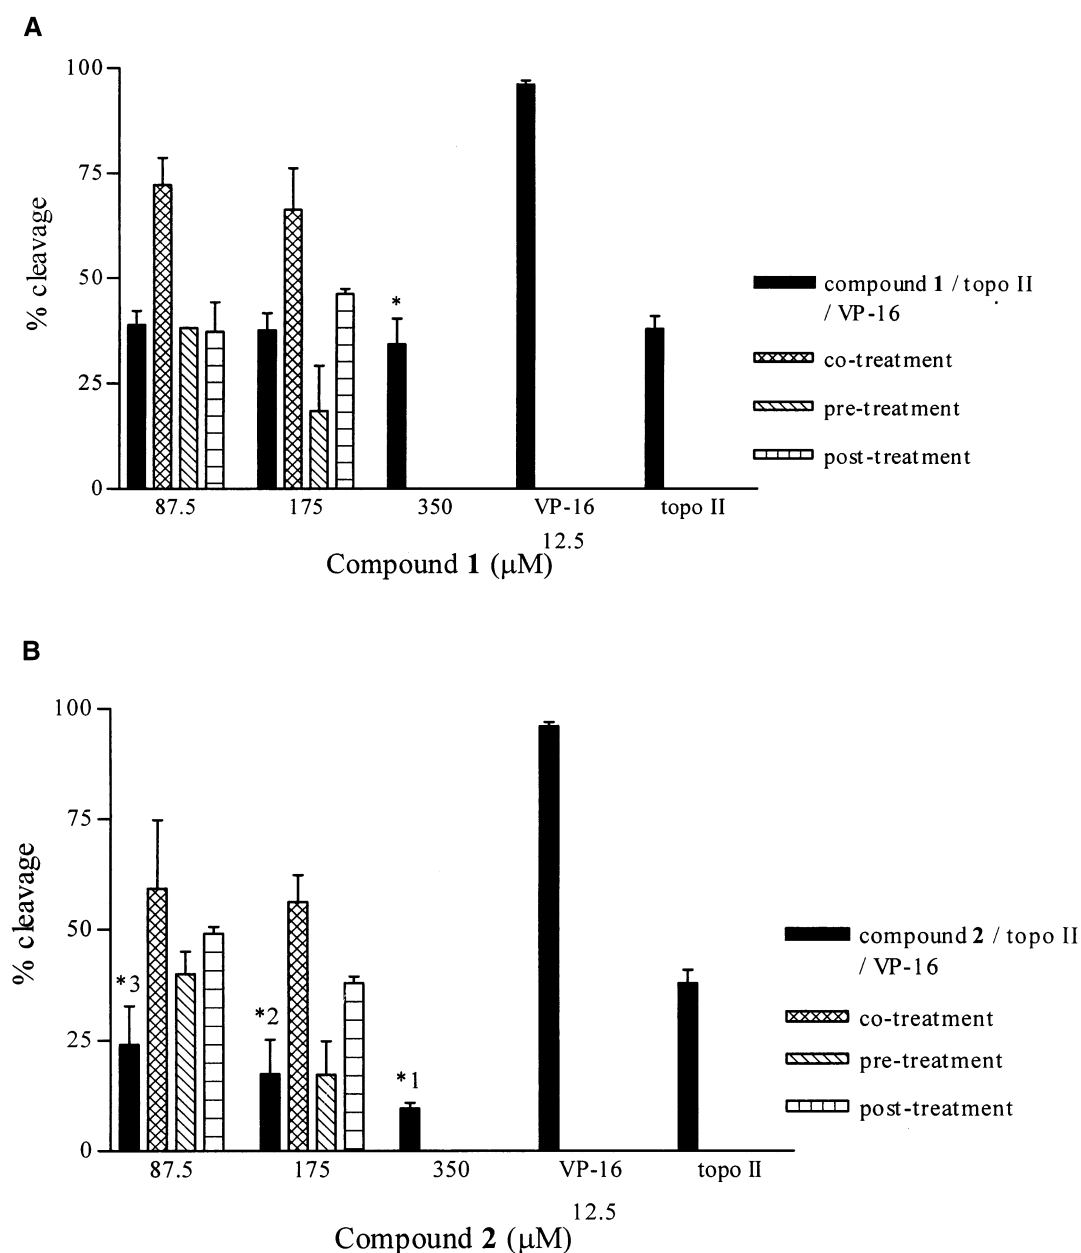 A
100
75
50
25
0
% cleavage
*
87.5 175 350 VP-16 topo II
12.5
Compound 1 (μM)
compound 1 / topo II
/ VP-16
co-treatment
pre-treatment
post-treatment
B
100
75
50
25
0
% cleavage
*3
*2
*1
87.5 175 350 VP-16 topo II
12.5
Compound 2 (μM)
compound 2 / topo II
/ VP-16
co-treatment
pre-treatment
post-treatment